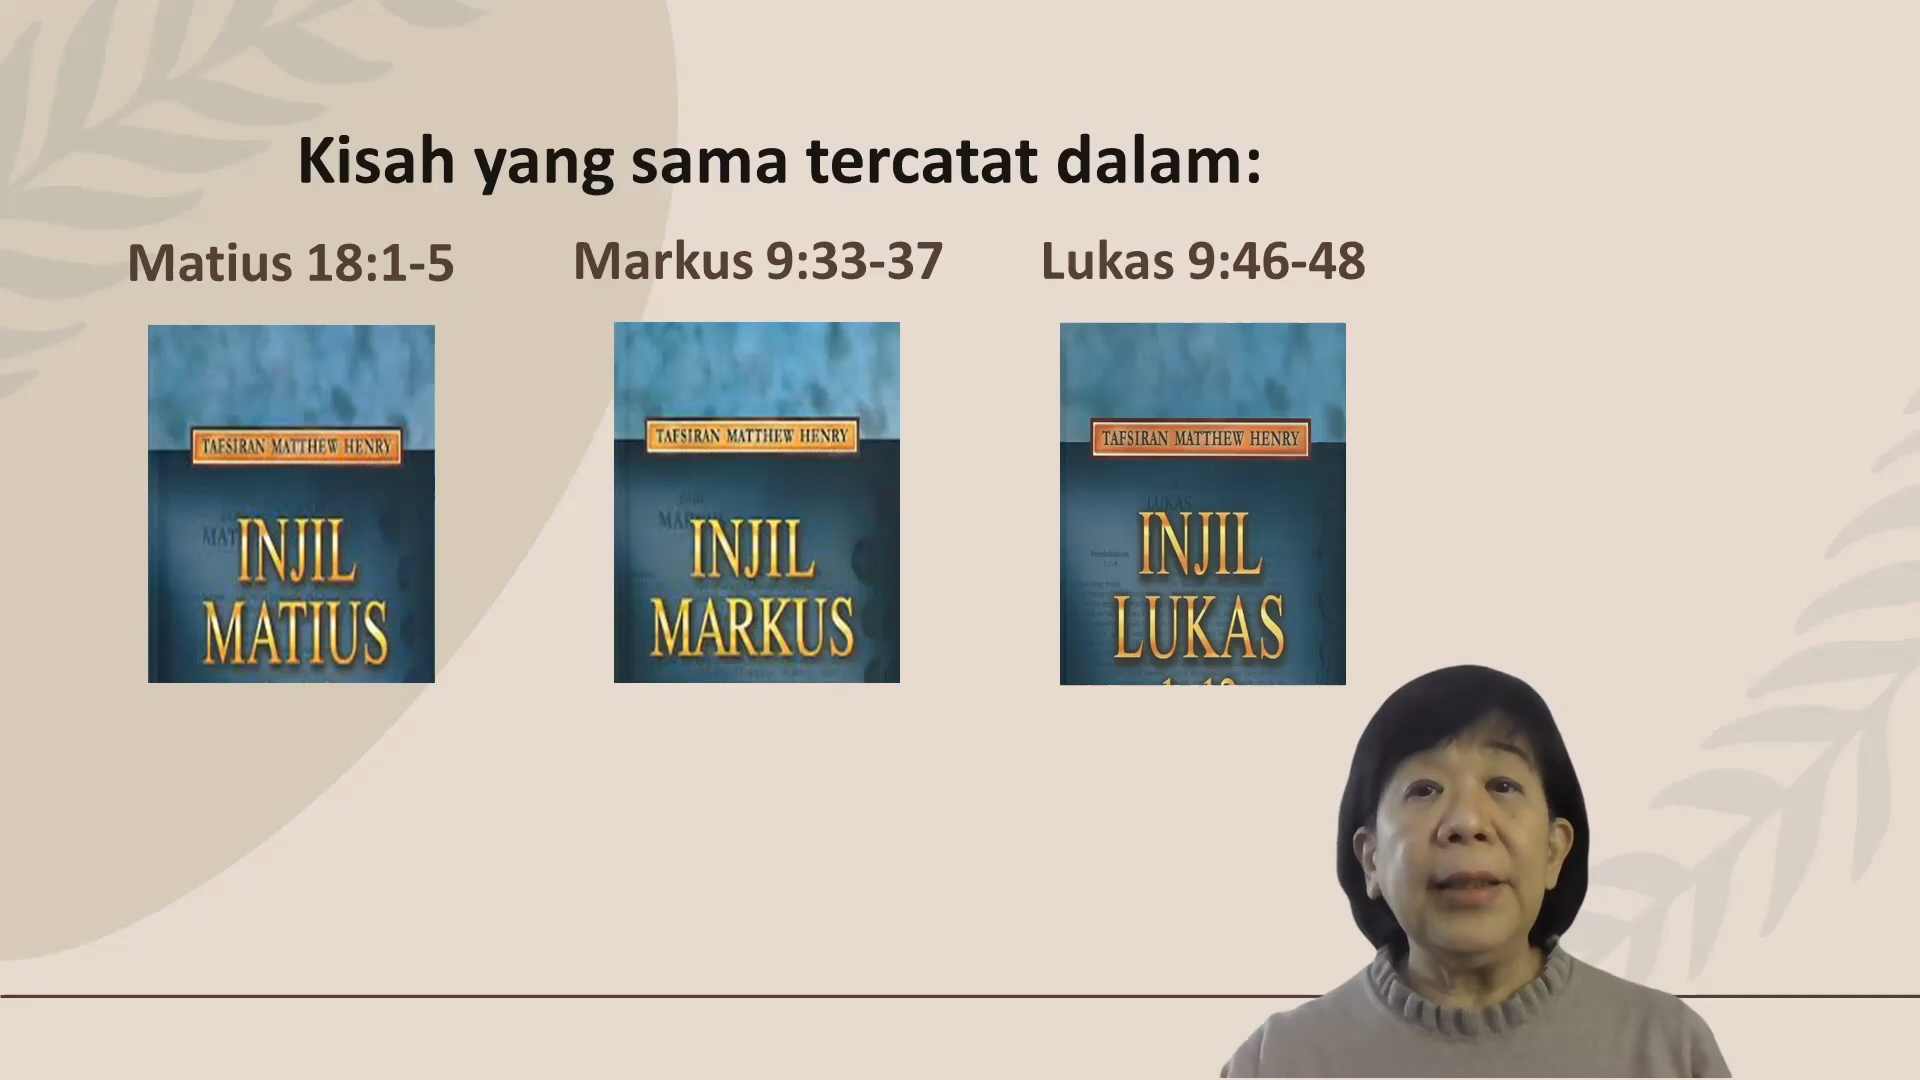 Kisah yang sama tercatat dalam:
Matius 18:1-5
Markus 9:33-37
Lukas 9:46-48
TAFSIRAN MATTHEW HENRY
INJIL
MATIUS
TAFSIRAN MATTHEW HENRY
INJIL
MARKUS
TAFSIRAN MATTHEW HENRY
LUKAS
INJIL
LUKAS